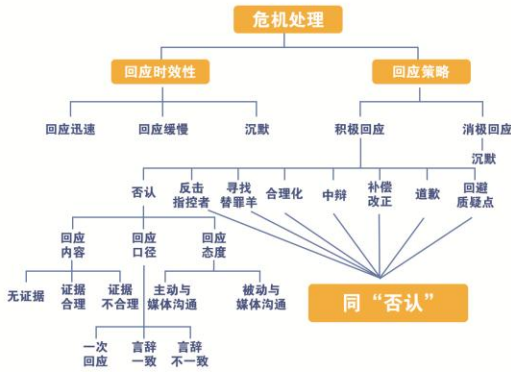 危机处理
回应时效性
回应策略
回应迅速
回应缓慢
沉默
积极回应
消极回应
沉默
否认
反击
指控者
寻找
替罪羊
合理化
中辩
补偿
改正
道歉
回避
质疑点
回应
内容
回应
口径
回应
态度
无证据
证据
合理
证据
不合理
主动与
媒体沟通
被动与
媒体沟通
同“否认”
一次
回应
言辞
一致
言辞
不一致